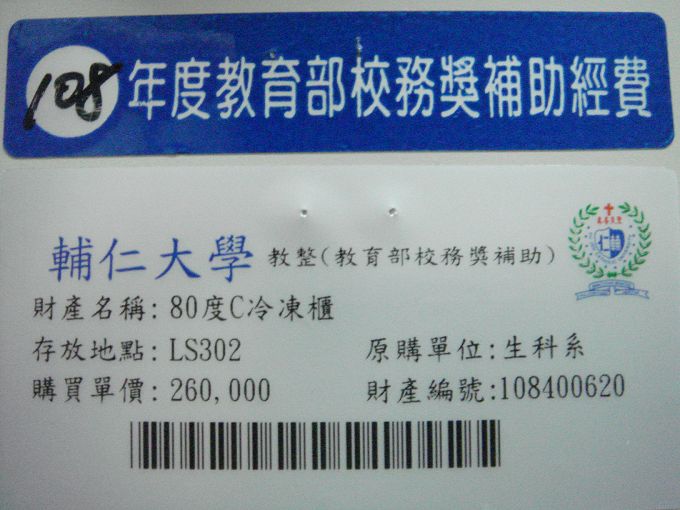 108年度教育部校務獎補助經費
輔仁大學 教整(教育部校務獎補助)
財產名稱: 80度C冷凍櫃
存放地點: LS302 原購單位:生科系
購買單價: 260,000 財產編號:108400620